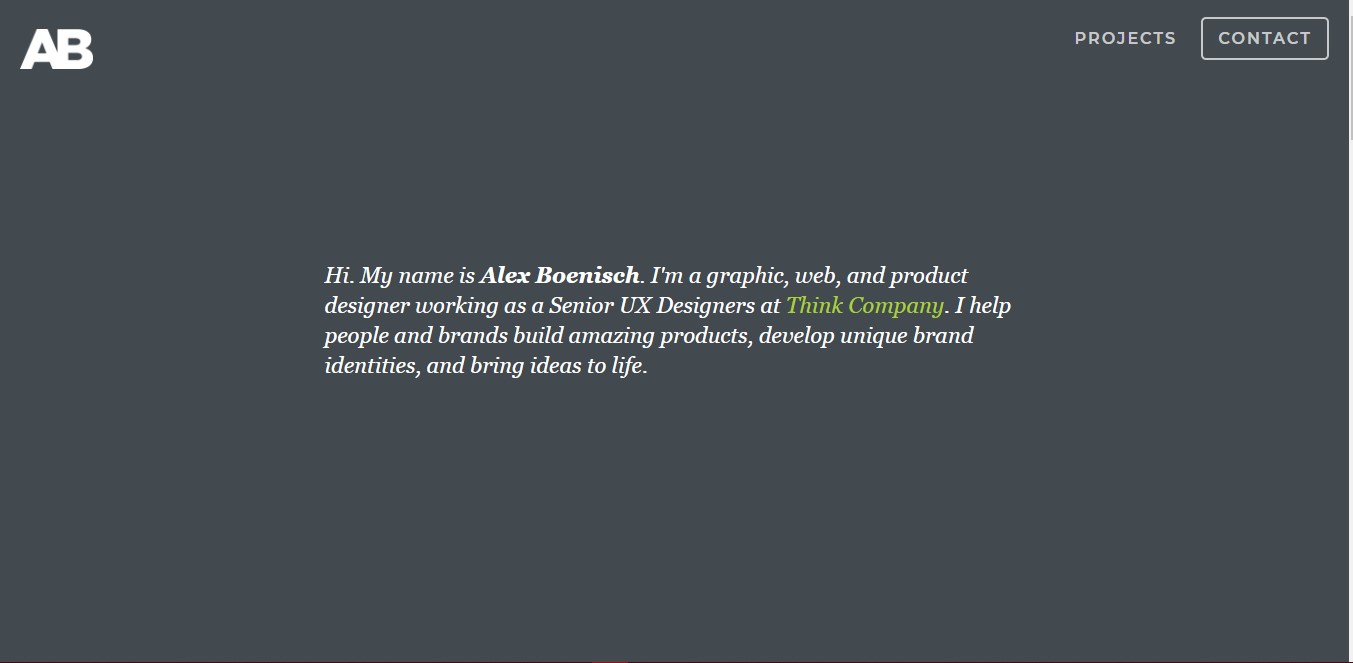 AB
PROJECTS
CONTACT
Hi. My name is Alex Boenisch. I'm a graphic, web, and product
designer working as a Senior UX Designers at Think Company. I help
people and brands build amazing products, develop unique brand
identities, and bring ideas to life.